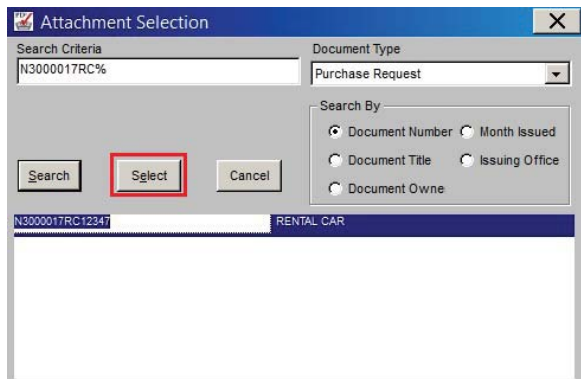 Attachment Selection
Search Criteria
Document Type
N3000017RC%
Purchase Request
Search By
Document Number
Month Issued
Document Title
Issuing Office
Document Owne
Search
Select
Cancel
N3000017RC12347
RENTAL CAR